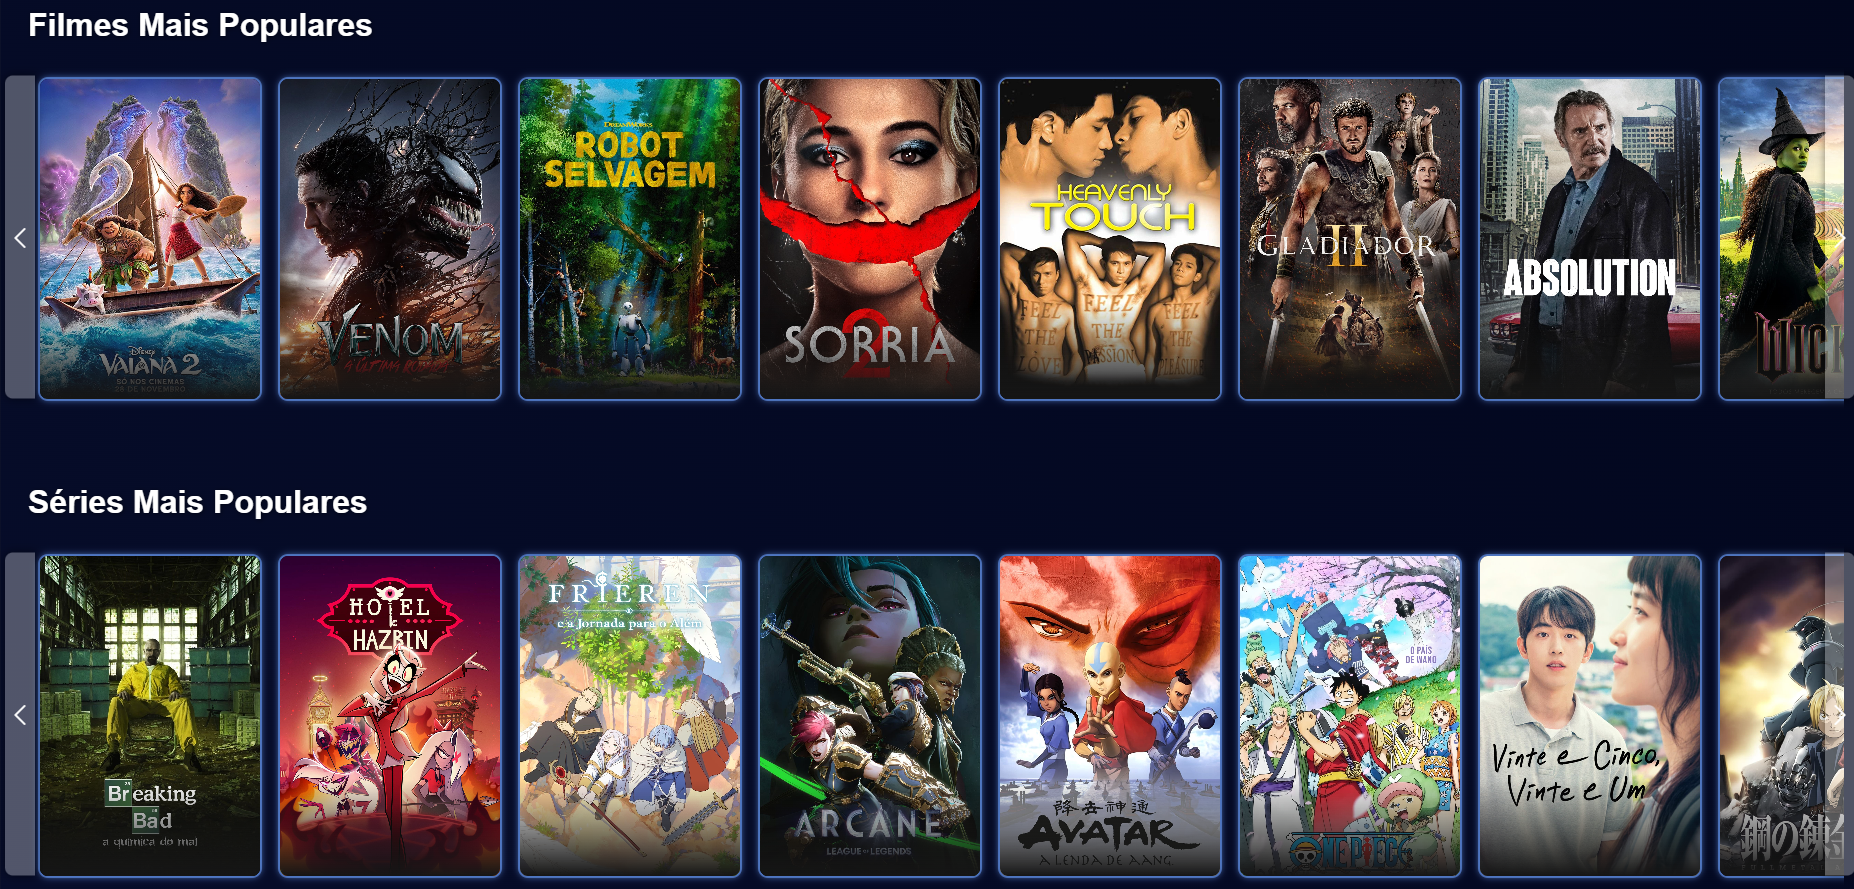 Filmes Mais Populares
DISNEY
VAIANA 2
SÓ NOS CINEMAS
28 DE NOVEMBRO
VENOM
A ÚLTIMA RODADA
DREAMWORKS
ROBOT
SELVAGEM
SORRIA
2
HEAVENLY
TOUCH
FEEL
THE
LOVE
FEEL
THE
PASSION
FEEL
THE
PLEASURE
GLADIADOR
II
ABSOLUTION
WICK
Séries Mais Populares
Breaking
Bad
a química do mal
HOTEL
HAZBIN
FRIEREN
e a Jornada para o Além
ARCANE
LEAGUE OF LEGENDS
降去神通
AVATAR
A LENDA DE AANG
O PAÍS
DE WANO
ONE PIECE
Vinte e Cinco,
Vinte e Um
鋼の錬